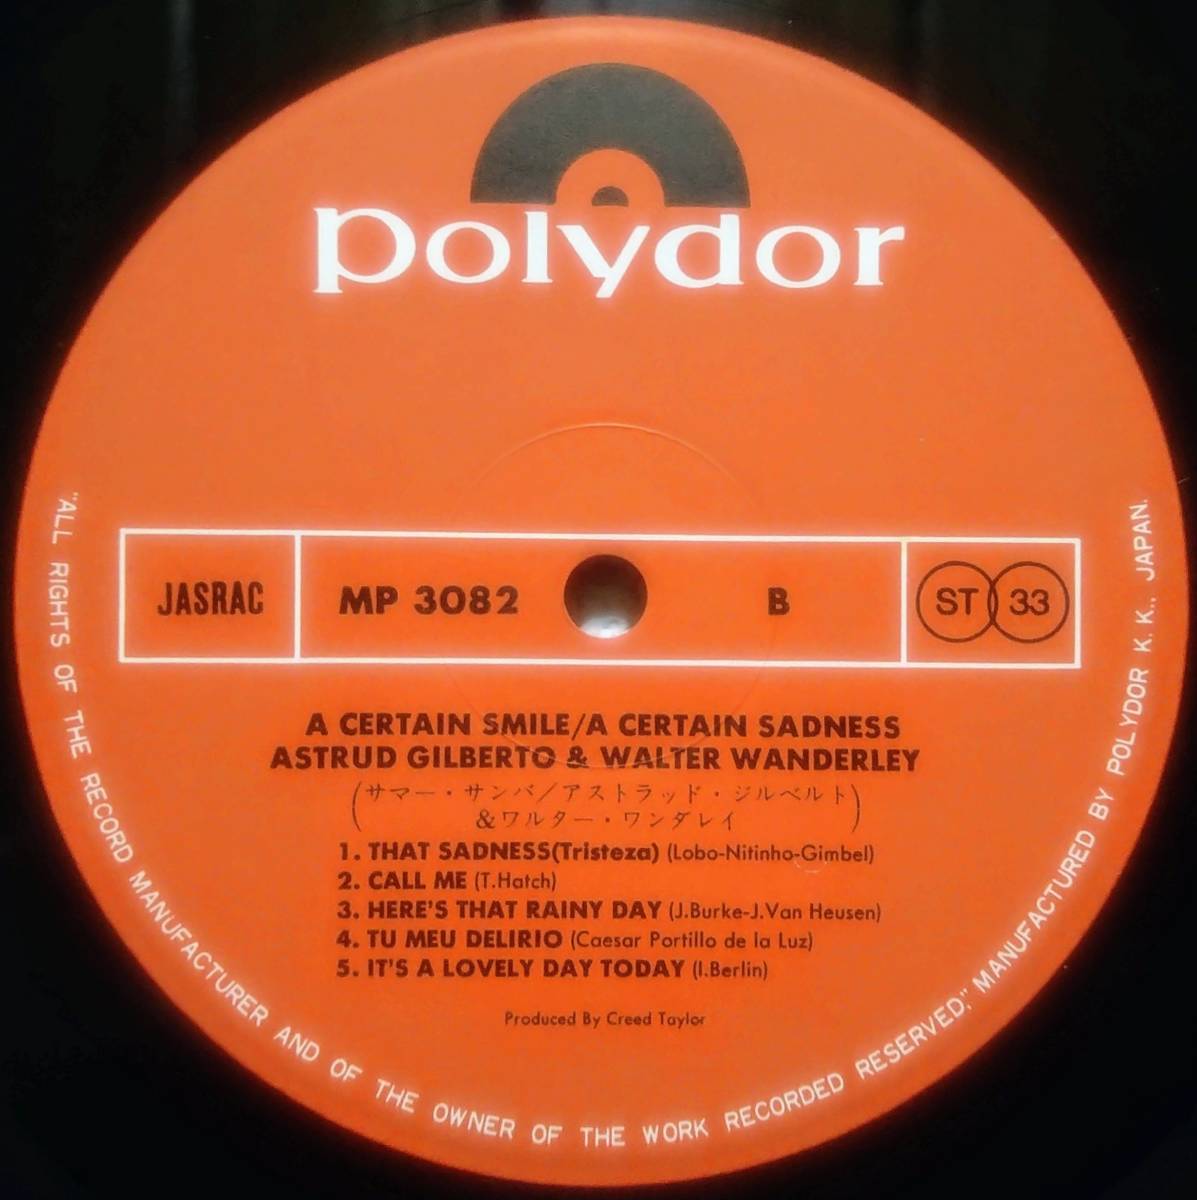 polydor
JASRAC
MP 3082
B
ST 33
A CERTAIN SMILE/A CERTAIN SADNESS
ASTRUD GILBERTO & WALTER WANDERLEY
(サマー・サンバ/アストラッド・ジルベルト
&ワルター・ワンダレイ)
1. THAT SADNESS(Tristeza) (Lobo-Nitinho-Gimbel)
2. CALL ME (T.Hatch)
3. HERE'S THAT RAINY DAY (J.Burke-J.Van Heusen)
4. TU MEU DELIRIO (Caesar Portillo de la Luz)
5. IT'S A LOVELY DAY TODAY (I.Berlin)
Produced By Creed Taylor
"ALL RIGHTS OF THE RECORD MANUFACTURER AND OF THE OWNER OF THE WORK RECORDED RESERVED," MANUFACTURED BY POLYDOR K. K., JAPAN.